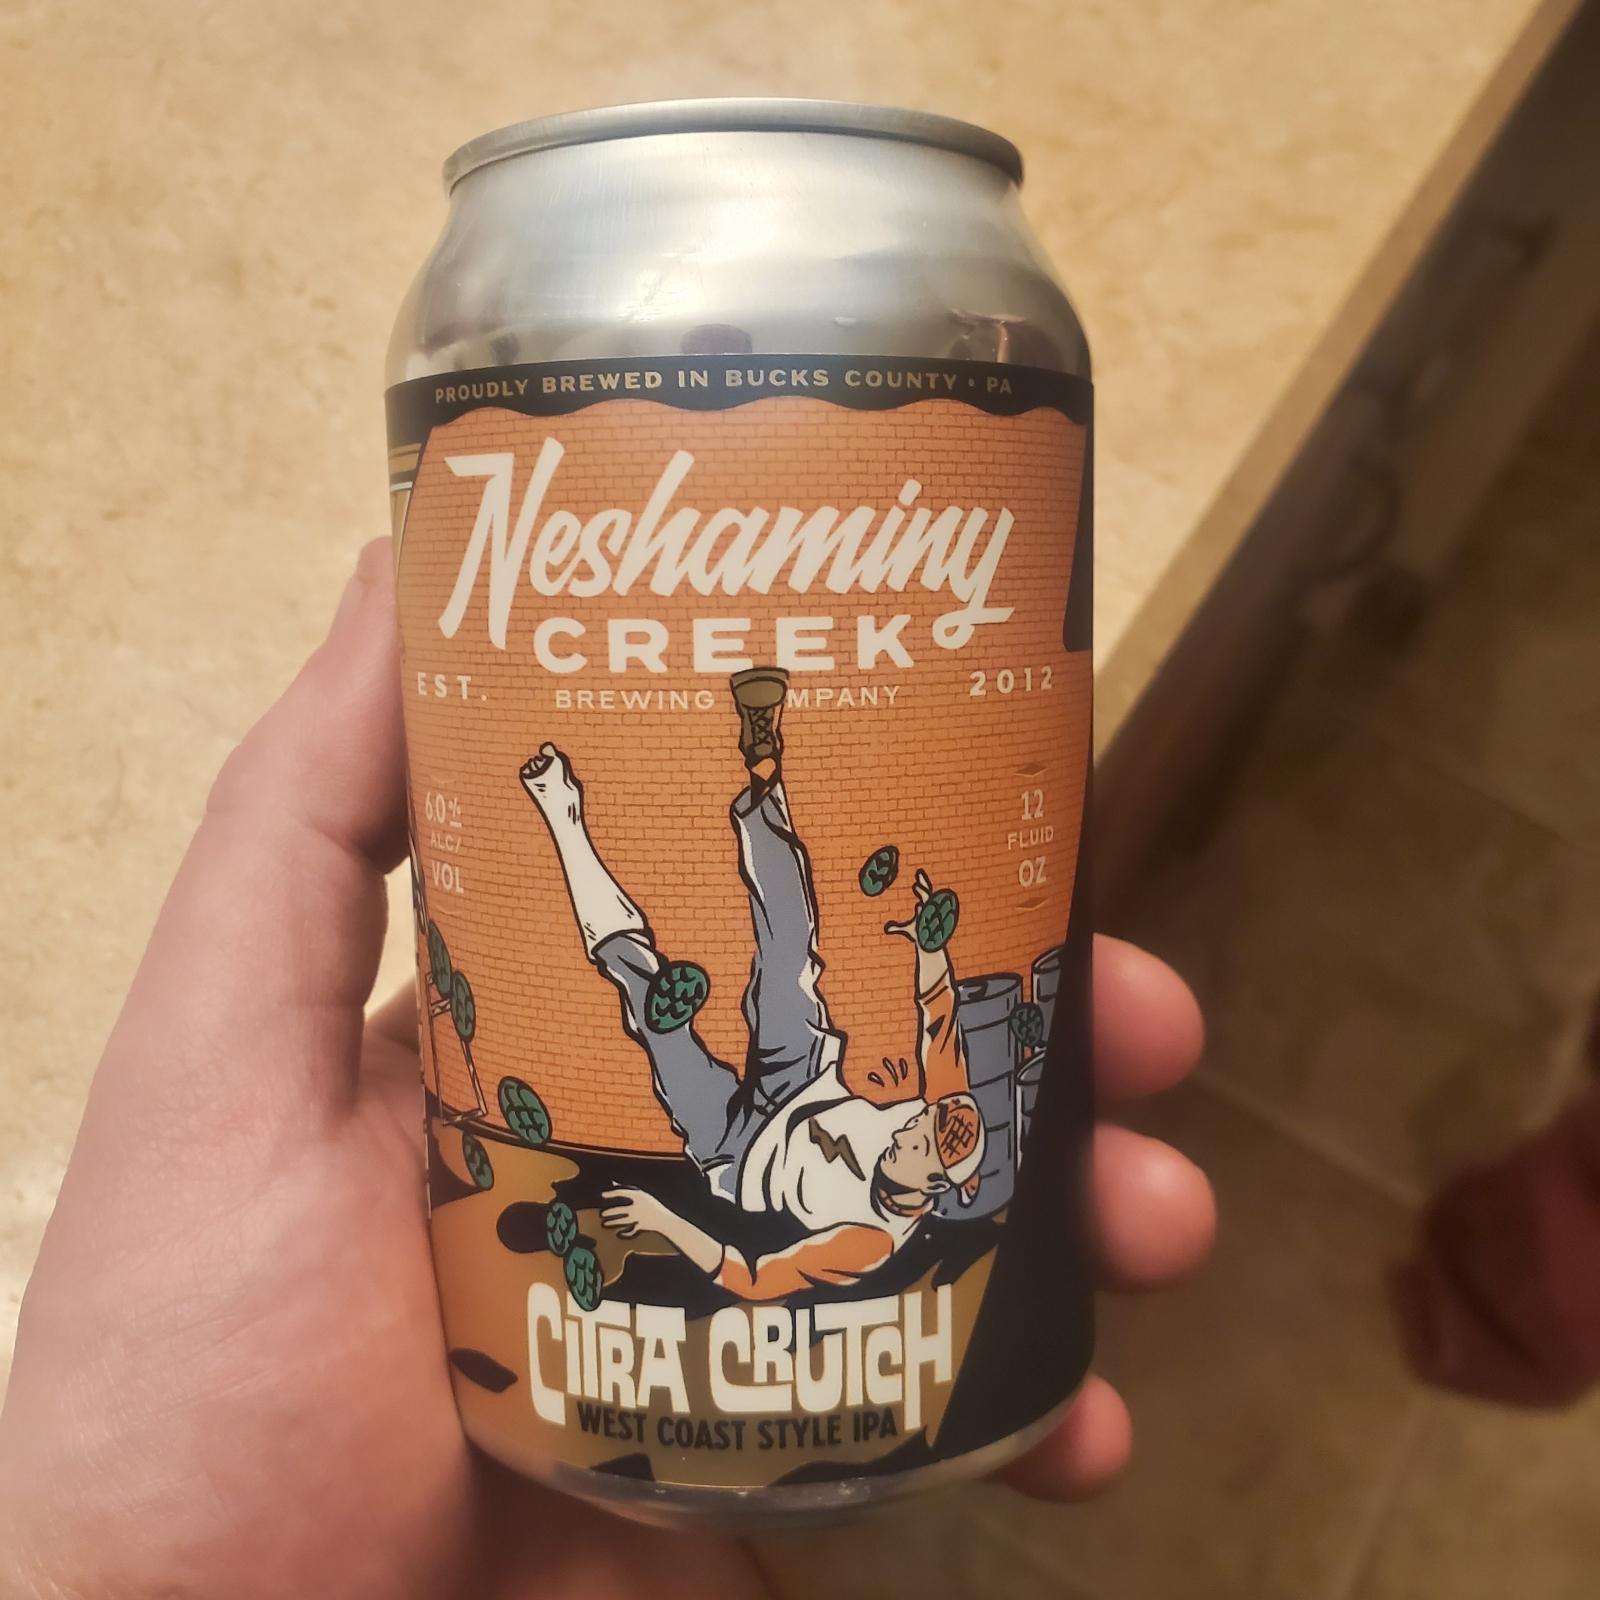 PROUDLY BREWED IN BUCKS COUNTY • PA
Neshaminy
CREEK
EST.
BREWING MPANY
2012
6.0%
ALC/
VOL
12
FLUID
OZ
CITRA CRUTCH
WEST COAST STYLE IPA